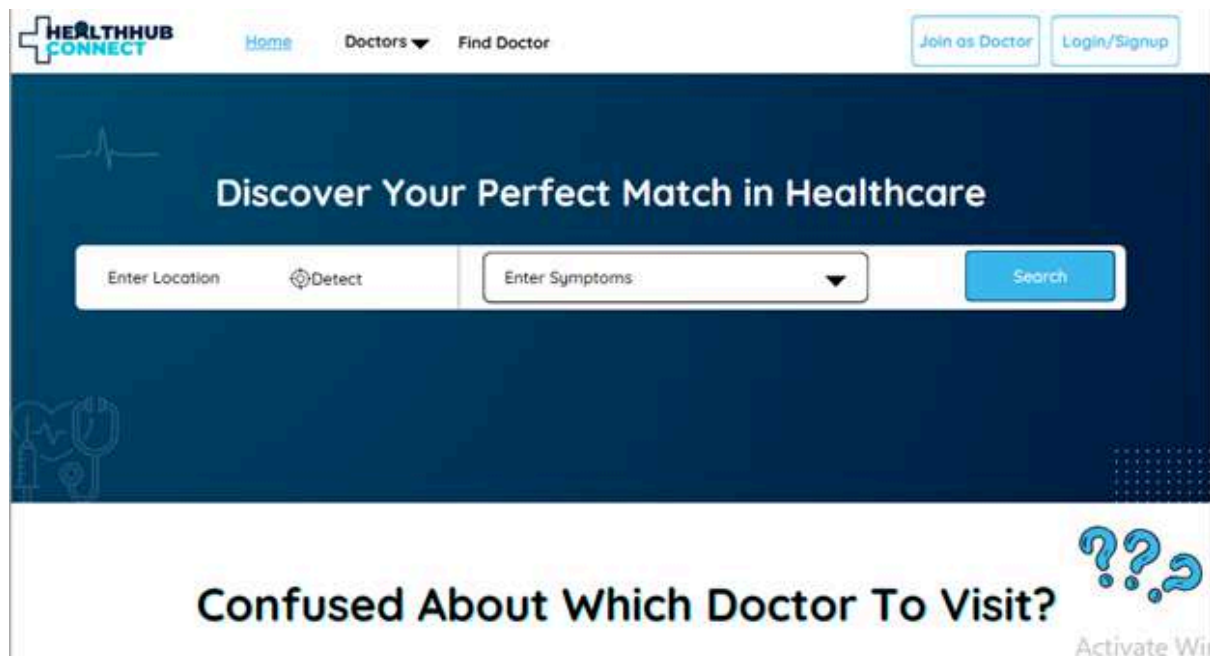 HEALTHHUB
CONNECT
Home Doctors Find Doctor Join as Doctor Login/Signup
Discover Your Perfect Match in Healthcare
Enter Location Detect Enter Symptoms Search
???
Confused About Which Doctor To Visit?
Activate Wi